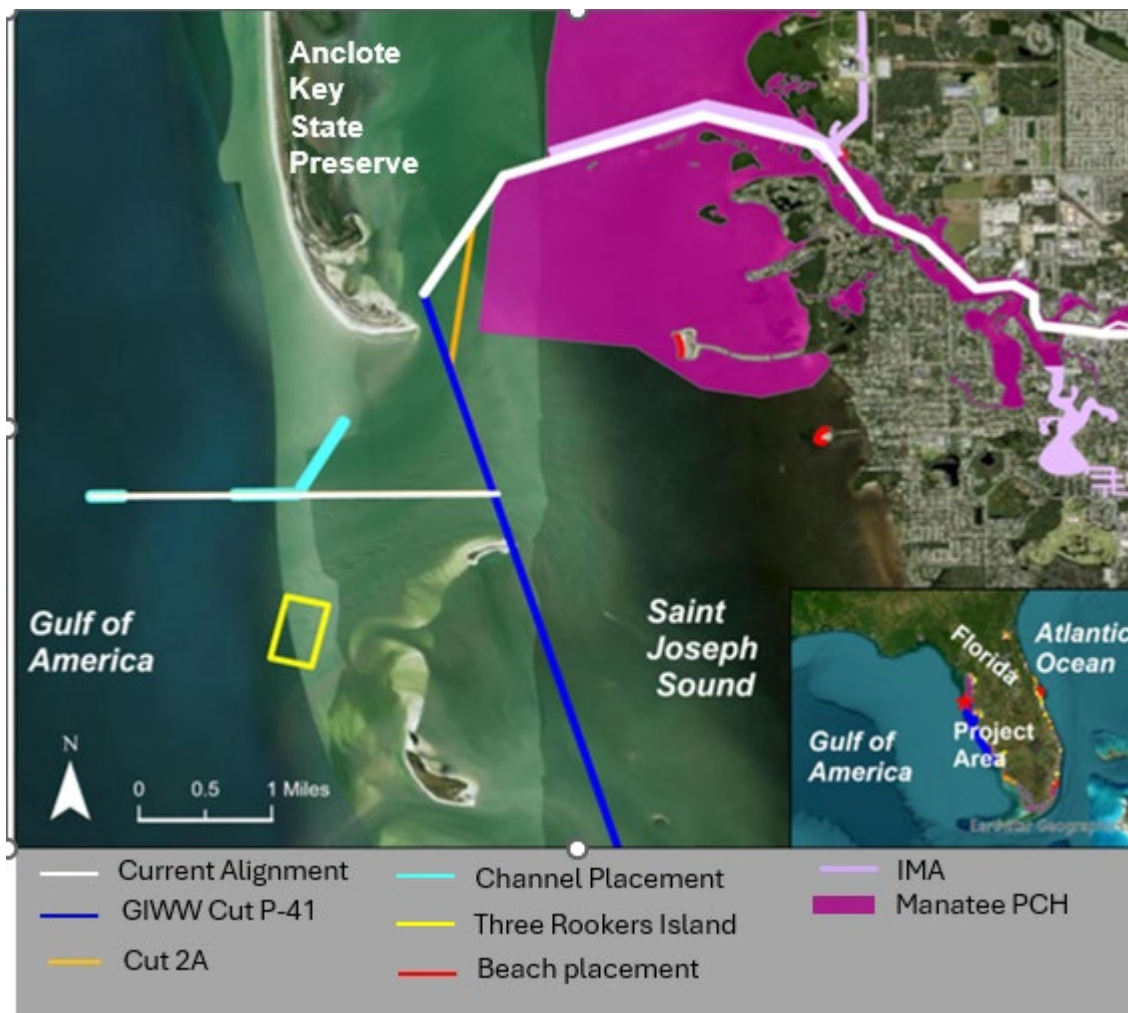 Anclote
Key
State
Preserve
Gulf of
America
Saint
Joseph
Sound
N
0 0.5 1 Miles
Florida
Atlantic
Ocean
Project
Area
Gulf of
America
Earthstar Geographics
Current Alignment
GIWW Cut P-41
Cut 2A
Channel Placement
Three Rookers Island
Beach placement
IMA
Manatee PCH